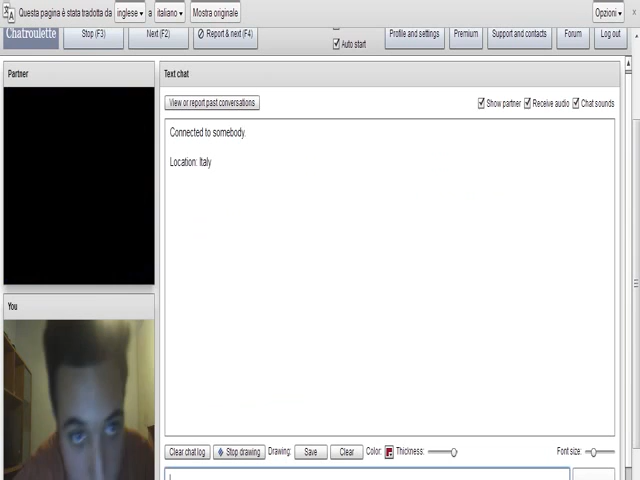 Questa pagina è stata tradotta da inglese a italiano Mostra originale Opzioni x
Chatroulette Stop (F3) Next (F2) Report & next (F4) Auto start Profile and settings Premium Support and contacts Forum Log out
Partner
Text chat
View or report past conversations Show partner Receive audio Chat sounds
Connected to somebody.
Location: Italy
You
Clear chat log Stop drawing Drawing: Save Clear Color: Thickness: Font size: